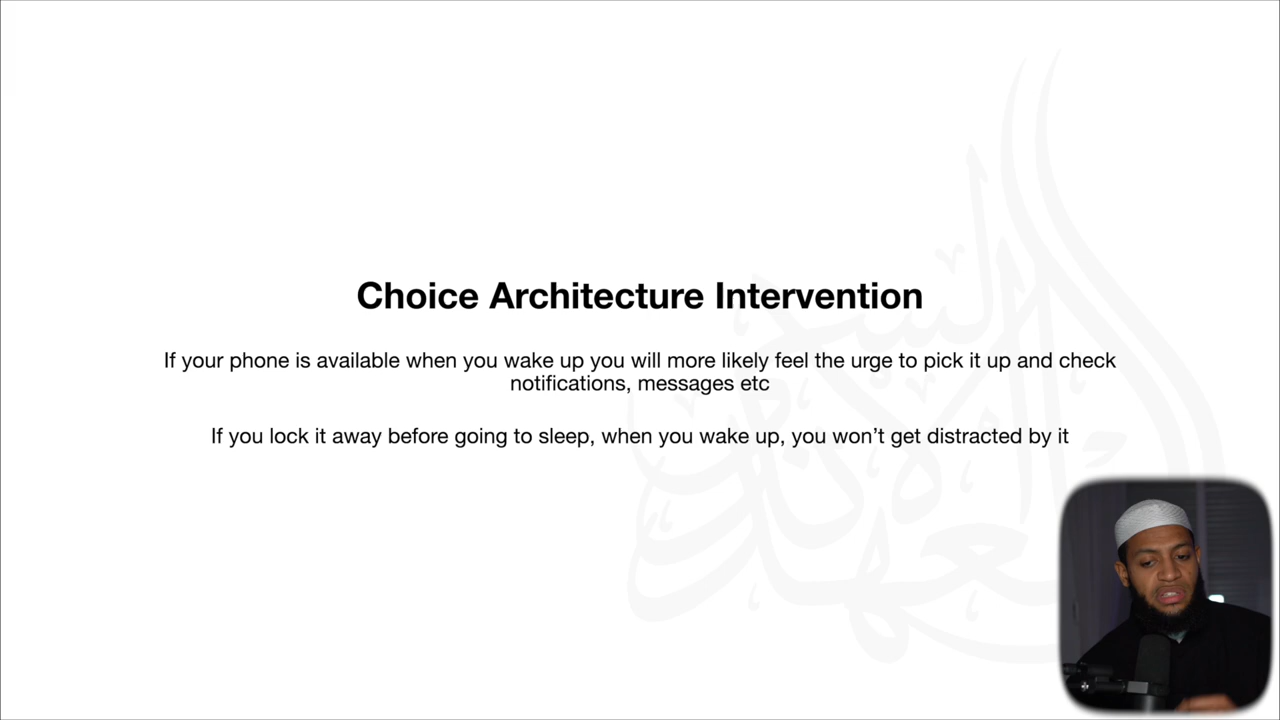 Choice Architecture Intervention
If your phone is available when you wake up you will more likely feel the urge to pick it up and check
notifications, messages etc
If you lock it away before going to sleep, when you wake up, you won’t get distracted by it